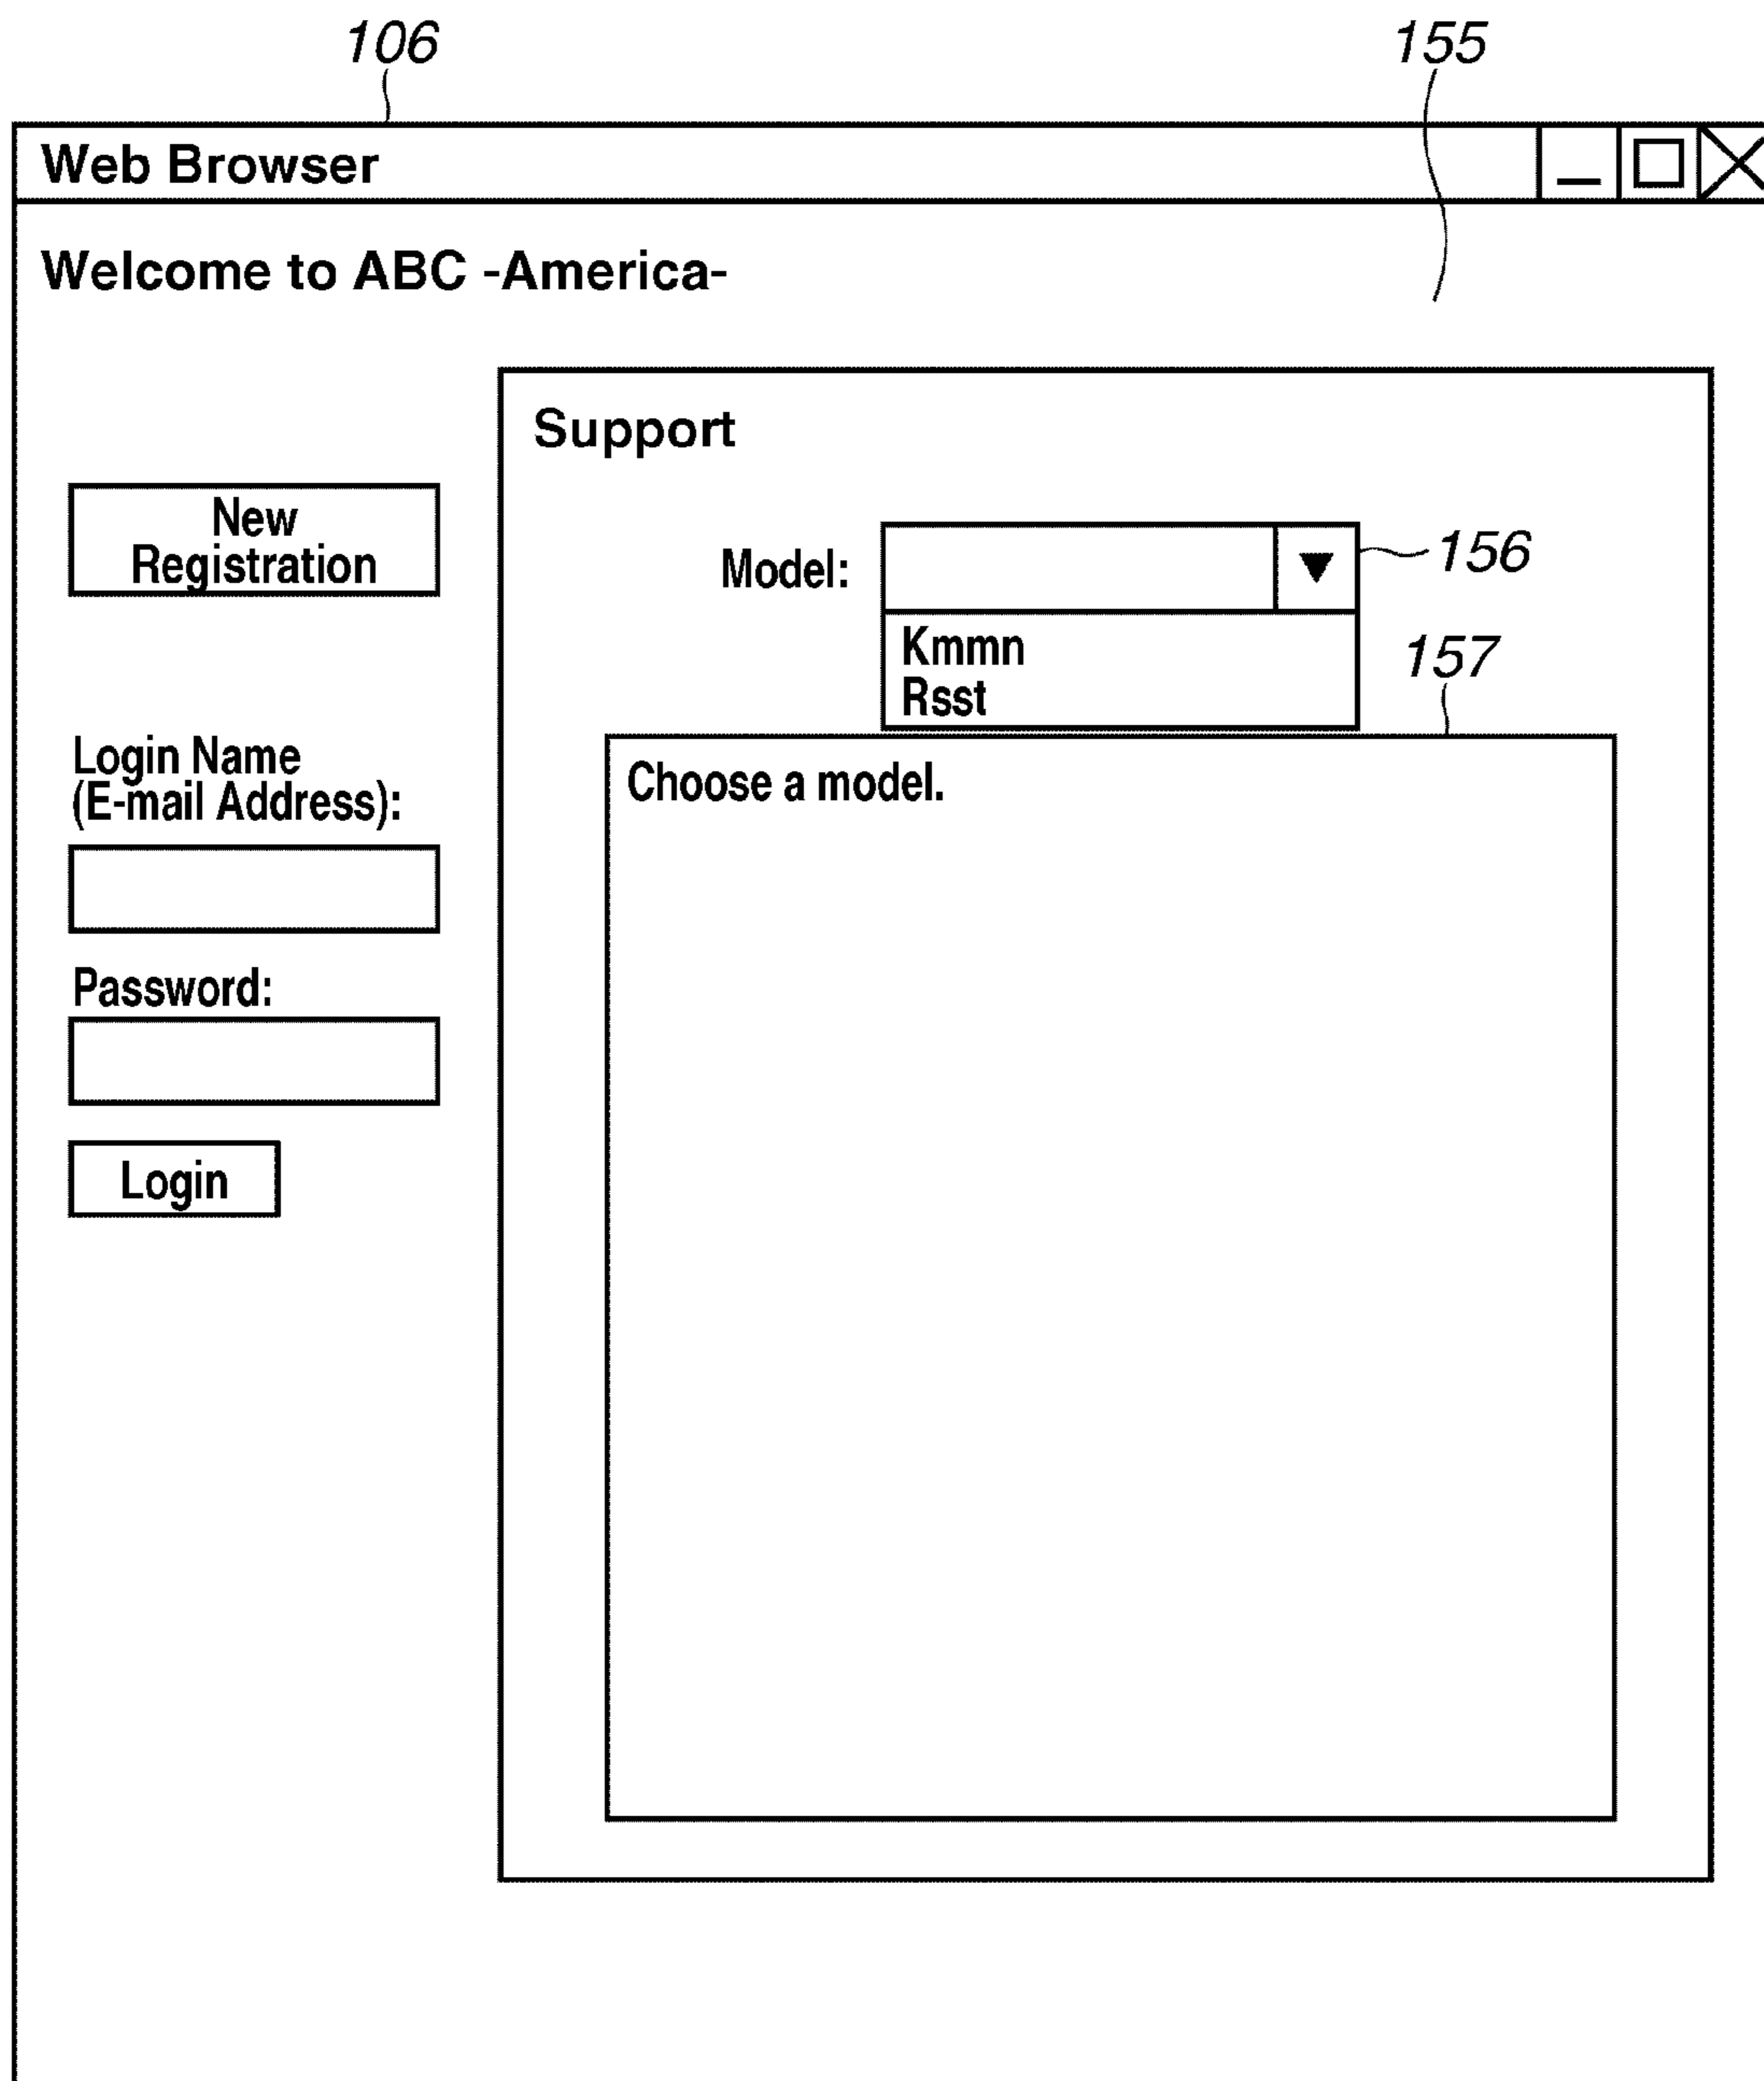 106
155
Web Browser
Welcome to ABC -America-
Support
New
Registration
Model:
156
Kmmn
Rsst
157
Login Name
(E-mail Address):
Choose a model.
Password:
Login